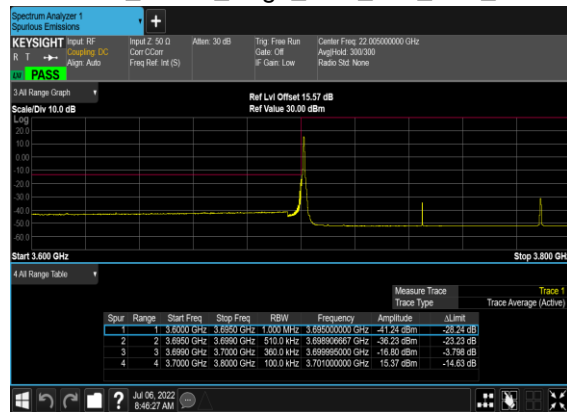 Spectrum Analyzer 1
Spurious Emissions
+
KEYSIGHT Input: RF Input Z: 50 Ω Atten: 30 dB Trig: Free Run Center Freq: 22.005000000 GHz
R T Coupling: DC Corr CCorr Gate: Off Avg|Hold: 300/300
Align: Auto Freq Ref: Int (S) IF Gain: Low Radio Std: None
LXI PASS
3 All Range Graph
Ref Lvl Offset 15.57 dB
Scale/Div 10.0 dB Ref Value 30.00 dBm
Log
20.0
10.0
0.00
-10.0
-20.0
-30.0
-40.0
-50.0
-60.0
Start 3.600 GHz Stop 3.800 GH
4 All Range Table
Measure Trace Trace 1
Trace Type Trace Average (Active)
Spur Range Start Freq Stop Freq RBW Frequency Amplitude ΔLimit
1 1 3.6000 GHz 3.6950 GHz 1.000 MHz 3.695000000 GHz -41.24 dBm -28.24 dB
2 2 3.6950 GHz 3.6990 GHz 510.0 kHz 3.698906667 GHz -36.23 dBm -23.23 dB
3 3 3.6990 GHz 3.7000 GHz 360.0 kHz 3.699995000 GHz -16.80 dBm -3.798 dB
4 4 3.7000 GHz 3.8000 GHz 100.0 kHz 3.701000000 GHz 15.37 dBm -14.63 dB
? Jul 06, 2022
8:46:27 AM